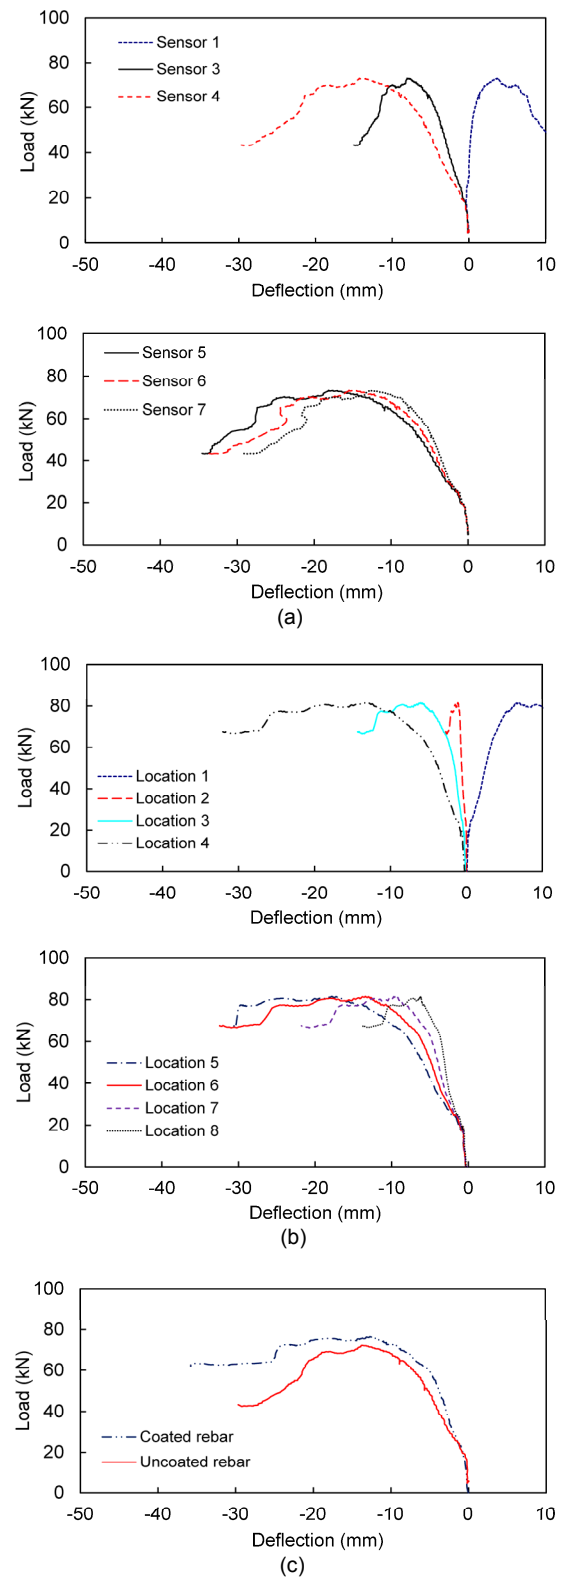 100
80
60
40
20
0
Load (kN)
Sensor 1
Sensor 3
Sensor 4
-50 -40 -30 -20 -10 0 10
Deflection (mm)
100
80
60
40
20
0
Load (kN)
Sensor 5
Sensor 6
Sensor 7
-50 -40 -30 -20 -10 0 10
Deflection (mm)
(a)
100
80
60
40
20
0
Load (kN)
Location 1
Location 2
Location 3
Location 4
-50 -40 -30 -20 -10 0 10
Deflection (mm)
100
80
60
40
20
0
Load (kN)
Location 5
Location 6
Location 7
Location 8
-50 -40 -30 -20 -10 0 10
Deflection (mm)
(b)
100
80
60
40
20
0
Load (kN)
Coated rebar
Uncoated rebar
-50 -40 -30 -20 -10 0 10
Deflection (mm)
(c)